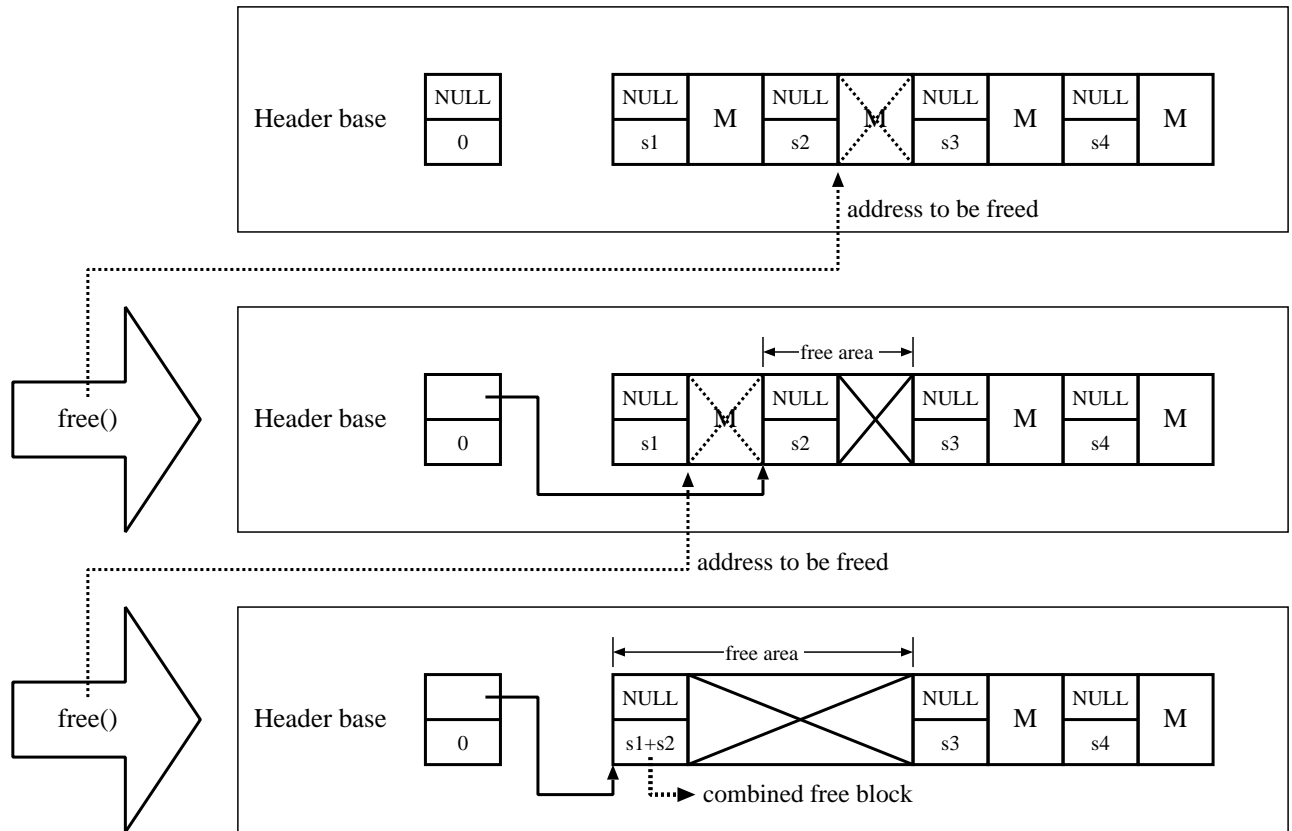 NULL NULL NULL NULL NULL
Header base M M M M
0 s1 s2 s3 s4
address to be freed
free area
NULL NULL NULL NULL
free() Header base M M M
0 s1 s2 s3 s4
address to be freed
free area
NULL NULL NULL
free() Header base M M
0 s1+s2 s3 s4
combined free block